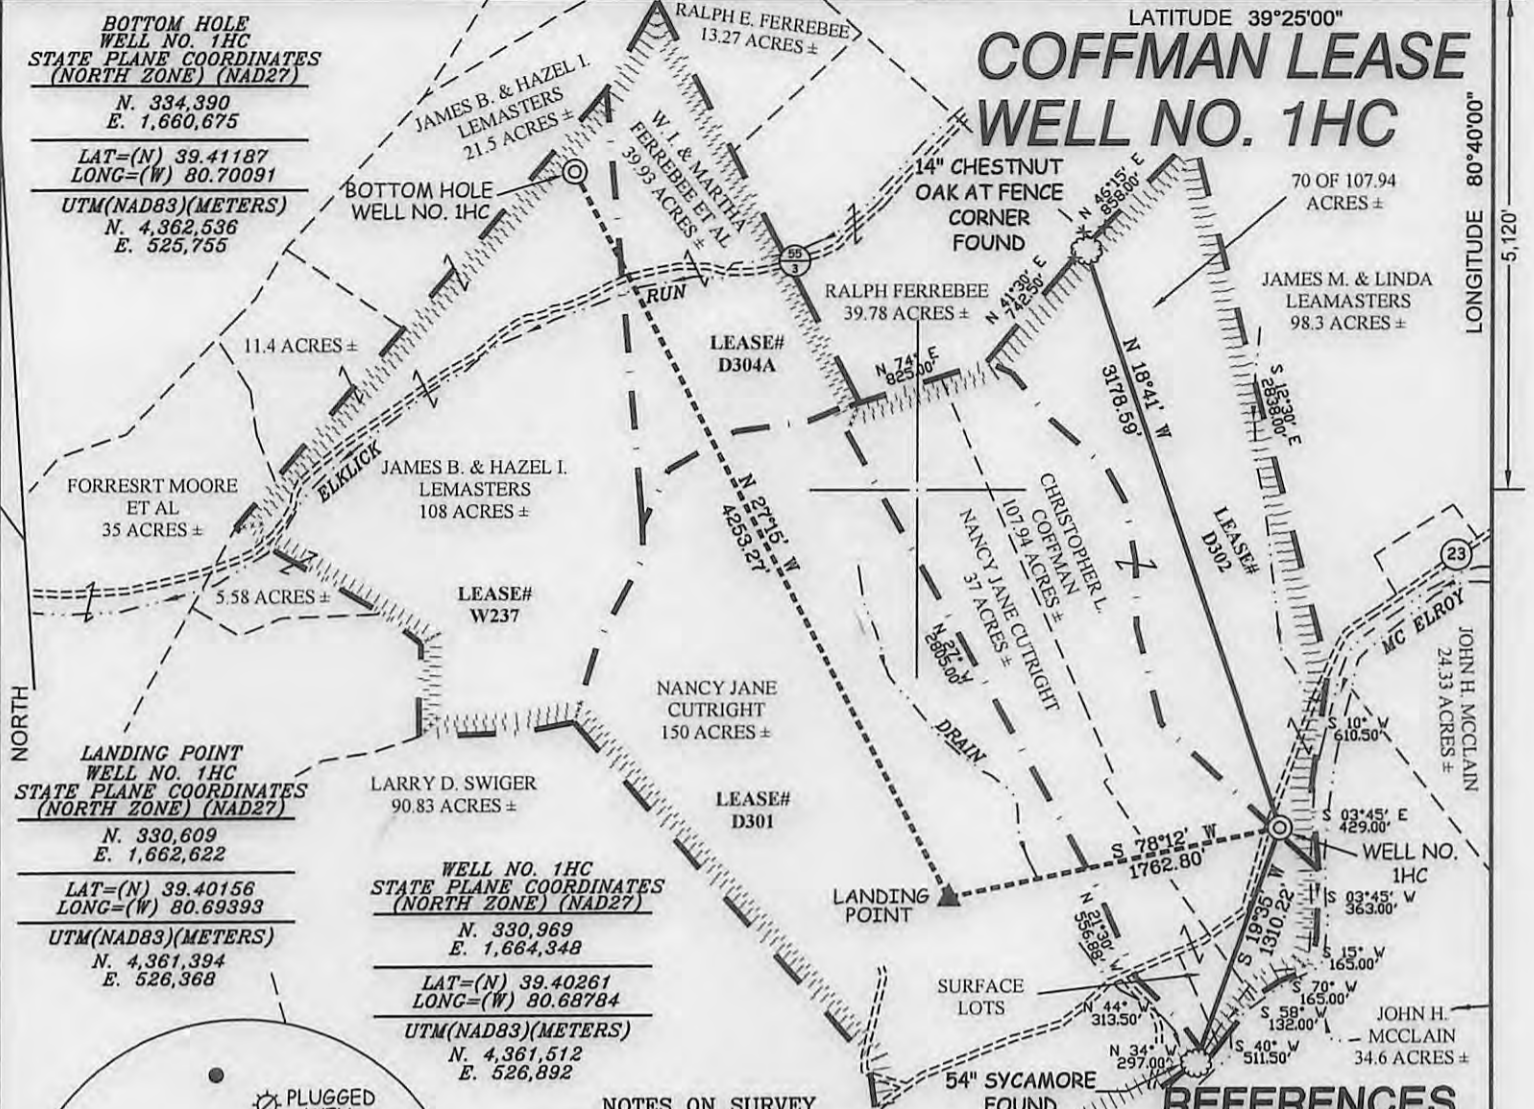 BOTTOM HOLE
WELL NO. 1HC
STATE PLANE COORDINATES
(NORTH ZONE) (NAD27)
N. 334,390
E. 1,660,675
LAT=(N) 39.41187
LONG=(W) 80.70091
UTM(NAD83)(METERS)
N. 4,362,536
E. 525,755
JAMES B. & HAZEL I.
LEMASTERS
21.5 ACRES ±
RALPH E. FERREBEE
13.27 ACRES ±
LATITUDE 39°25'00"
COFFMAN LEASE
WELL NO. 1HC
LONGITUDE 80°40'00"
5,120'
BOTTOM HOLE
WELL NO. 1HC
W. I. & MARTHA
FERREBEE ET AL
39.93 ACRES ±
14" CHESTNUT
OAK AT FENCE
CORNER
FOUND
N 46°15' E
858.00'
70 OF 107.94
ACRES ±
55
3
RUN
RALPH FERREBEE
39.78 ACRES ±
N 41°30' E
742.50'
JAMES M. & LINDA
LEAMASTERS
98.3 ACRES ±
11.4 ACRES ±
LEASE#
D304A
N 74° E
825.00'
N 18°41' W
3178.59'
S 12°30' E
2838.00'
ELKLICK
FORRESRT MOORE
ET AL
35 ACRES ±
JAMES B. & HAZEL I.
LEMASTERS
108 ACRES ±
N 27°15' W
4253.27'
CHRISTOPHER L.
COFFMAN
107.94 ACRES ±
NANCY JANE CUTRIGHT
37 ACRES ±
LEASE#
D302
23
MC ELROY
5.58 ACRES ±
LEASE#
W237
N 27° W
2805.00'
JOHN H. MCCLAIN
24.33 ACRES ±
NORTH
NANCY JANE
CUTRIGHT
150 ACRES ±
DRAIN
S 10° W
610.50'
LANDING POINT
WELL NO. 1HC
STATE PLANE COORDINATES
(NORTH ZONE) (NAD27)
N. 330,609
E. 1,662,622
LAT=(N) 39.40156
LONG=(W) 80.69393
UTM(NAD83)(METERS)
N. 4,361,394
E. 526,368
LARRY D. SWIGER
90.83 ACRES ±
LEASE#
D301
S 03°45' E
429.00'
S 78°12' W
1762.80'
WELL NO.
1HC
WELL NO. 1HC
STATE PLANE COORDINATES
(NORTH ZONE) (NAD27)
N. 330,969
E. 1,664,348
LAT=(N) 39.40261
LONG=(W) 80.68784
UTM(NAD83)(METERS)
N. 4,361,512
E. 526,892
LANDING
POINT
S 03°45' W
363.00'
N 21°30' W
556.88'
S 19°35' W
1310.22'
S 15° W
165.00'
SURFACE
LOTS
S 70° W
165.00'
N 44° W
313.50'
S 58° W
132.00'
JOHN H.
MCCLAIN
34.6 ACRES ±
S 40° W
511.50'
N 34° W
297.00'
54" SYCAMORE
FOUND
PLUGGED
NOTES ON SURVEY
REFERENCES